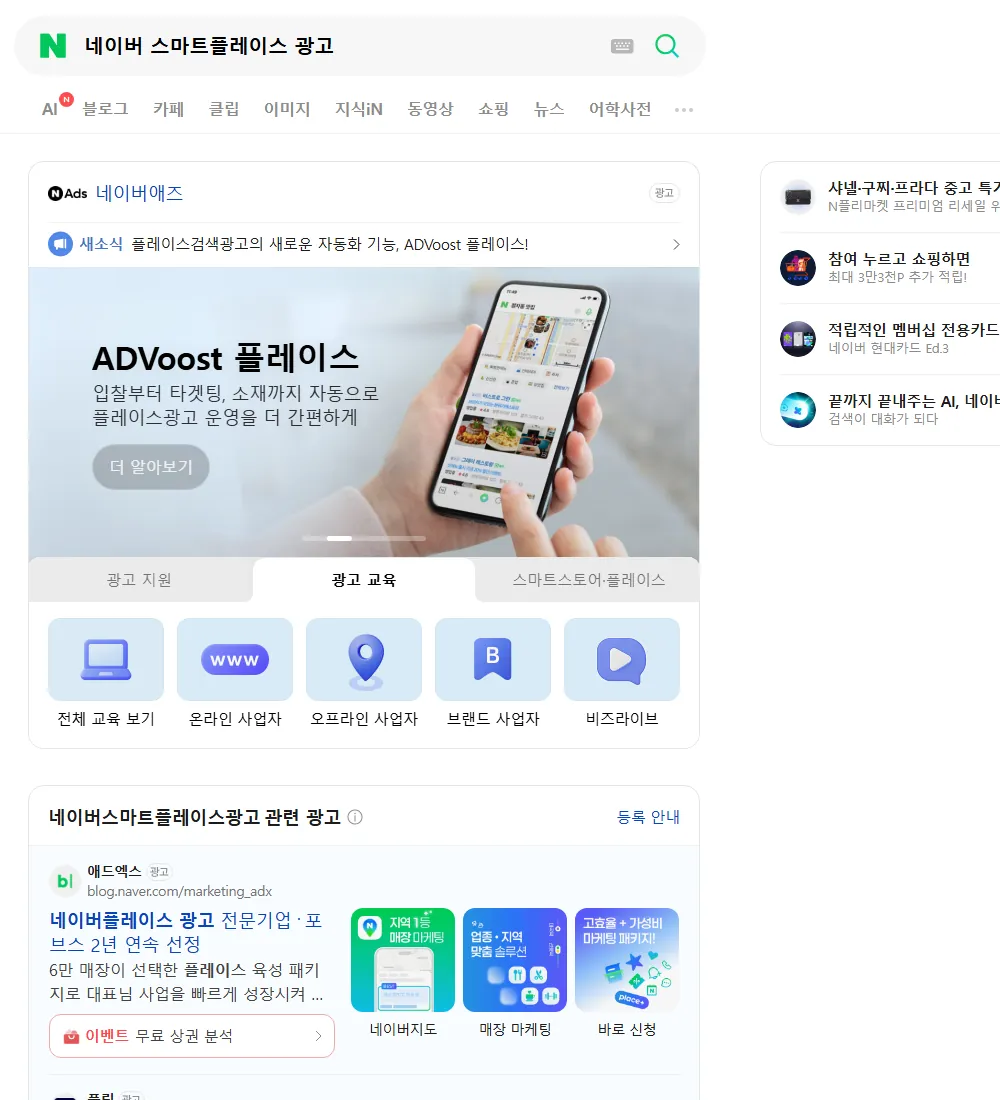 네이버 스마트플레이스 광고
AI N 블로그 카페 클립 이미지 지식iN 동영상 쇼핑 뉴스 어학사전
N Ads 네이버애즈 광고
새소식 플레이스검색광고의 새로운 자동화 기능, ADVoost 플레이스!
ADVoost 플레이스
입찰부터 타겟팅, 소재까지 자동으로
플레이스광고 운영을 더 간편하게
더 알아보기
광고 지원 광고 교육 스마트스토어·플레이스
www B
전체 교육 보기 온라인 사업자 오프라인 사업자 브랜드 사업자 비즈라이브
샤넬·구찌·프라다 중고 특가
N플리마켓 프리미엄 리세일
참여 누르고 쇼핑하면
최대 3만3천P 추가 적립!
적립적인 멤버십 전용카드
네이버 현대카드 Ed.3
끝까지 끝내주는 AI, 네이버
검색이 대화가 되다
네이버스마트플레이스광고 관련 광고 등록 안내
애드엑스 광고
blog.naver.com/marketing_adx
네이버플레이스 광고 전문기업 · 포
브스 2년 연속 선정
6만 매장이 선택한 플레이스 육성 패키
지로 대표님 사업을 빠르게 성장시켜 ...
이벤트 무료 상권 분석
지역 1등
매장 마케팅
네이버지도
업종·지역
맞춤 솔루션
매장 마케팅
고효율 + 가성비
마케팅 패키지!
place+
바로 신청
플릭 광고